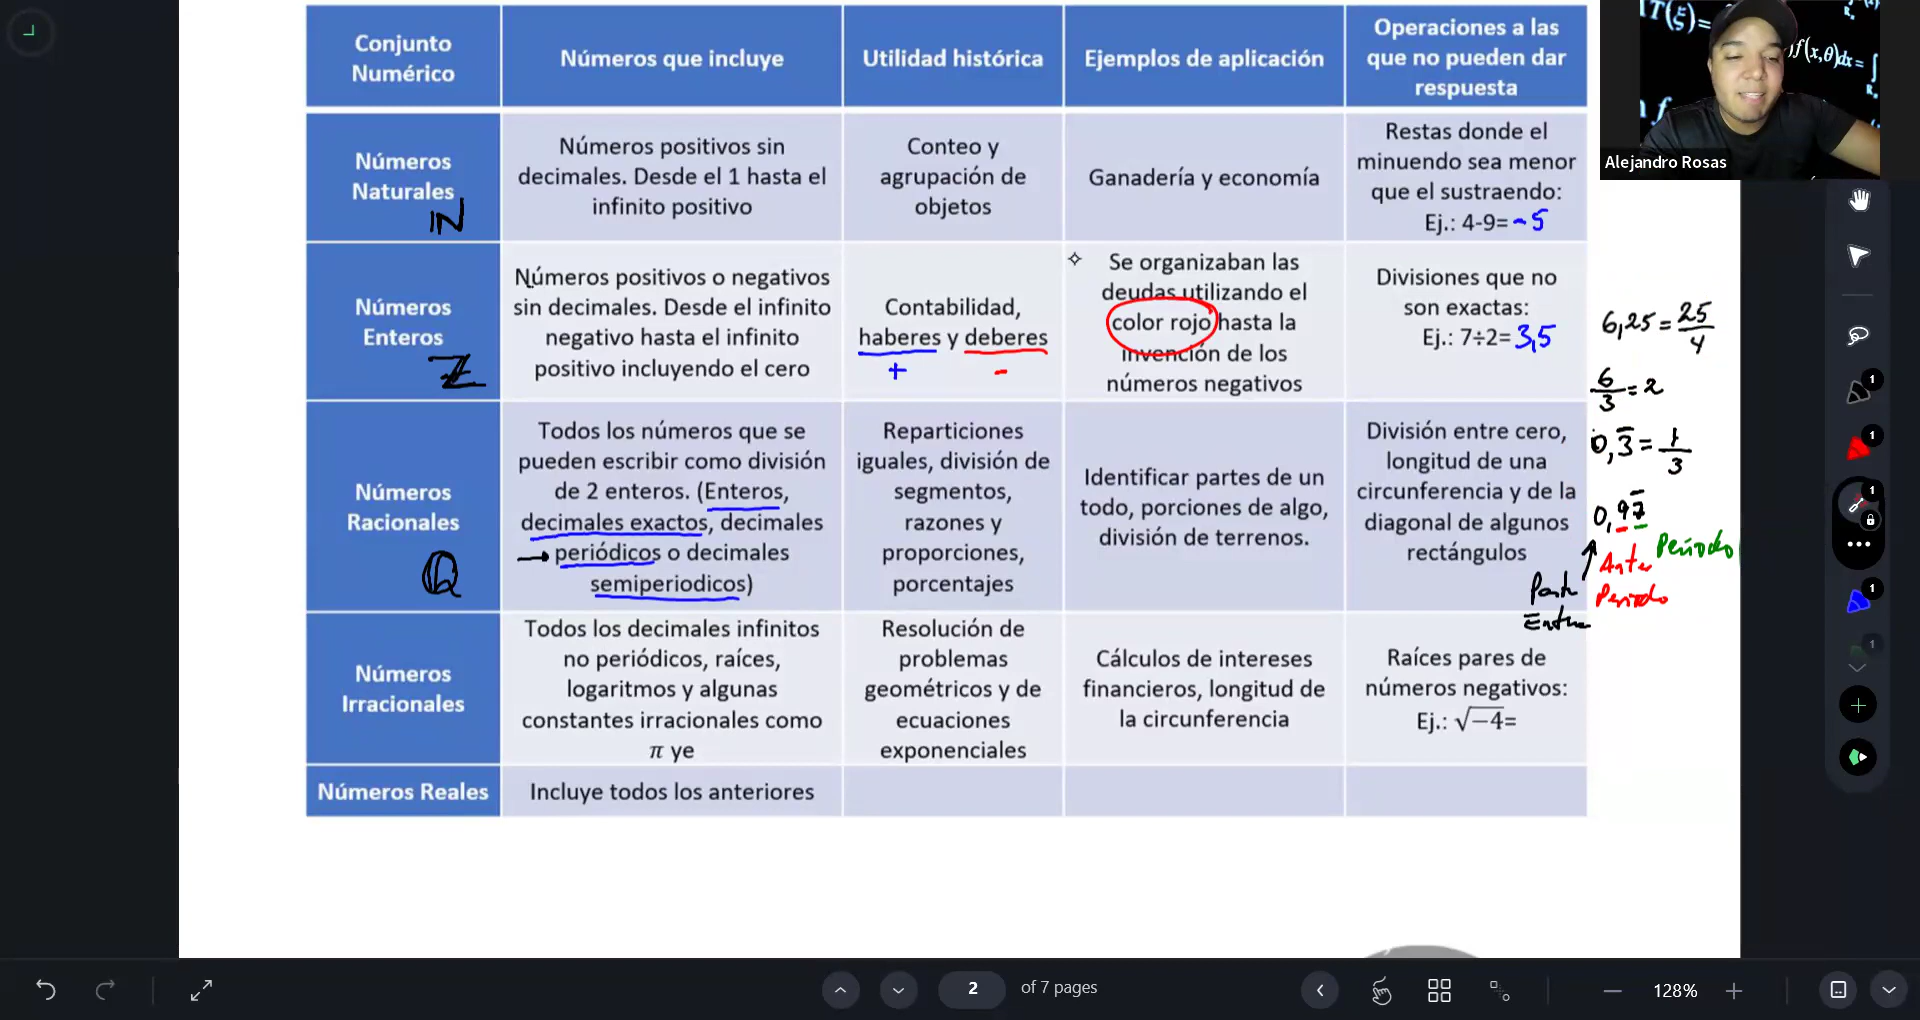 Conjunto
Numérico
Números que incluye
Utilidad histórica
Ejemplos de aplicación
Operaciones a las
que no pueden dar
respuesta
Números
Naturales
IN
Números positivos sin
decimales. Desde el 1 hasta el
infinito positivo
Conteo y
agrupación de
objetos
Ganadería y economía
Restas donde el
minuendo sea menor
que el sustraendo:
Ej.: 4-9= -5
Números
Enteros
Z
Números positivos o negativos
sin decimales. Desde el infinito
negativo hasta el infinito
positivo incluyendo el cero
Contabilidad,
haberes y deberes
+ -
Se organizaban las
deudas utilizando el
color rojo hasta la
invención de los
números negativos
Divisiones que no
son exactas:
Ej.: 7÷2= 3,5
Números
Racionales
Q
Todos los números que se
pueden escribir como división
de 2 enteros. (Enteros,
decimales exactos, decimales
periódicos o decimales
semiperiodicos)
Reparticiones
iguales, división de
segmentos,
razones y
proporciones,
porcentajes
Identificar partes de un
todo, porciones de algo,
división de terrenos.
División entre cero,
longitud de una
circunferencia y de la
diagonal de algunos
rectángulos
Números
Irracionales
Todos los decimales infinitos
no periódicos, raíces,
logaritmos y algunas
constantes irracionales como
π ye
Resolución de
problemas
geométricos y de
ecuaciones
exponenciales
Cálculos de intereses
financieros, longitud de
la circunferencia
Raíces pares de
números negativos:
Ej.: √−4=
Números Reales
Incluye todos los anteriores
6,25 = 25/4
6/3 = 2
0,3̅ = 1/3
0,97̅
Periodo
Ante
Periodo
Parte
Entera
Alejandro Rosas
T(ξ) =
f(x,θ)dx = ∫
1
1
1
1
1
2
of 7 pages
128%